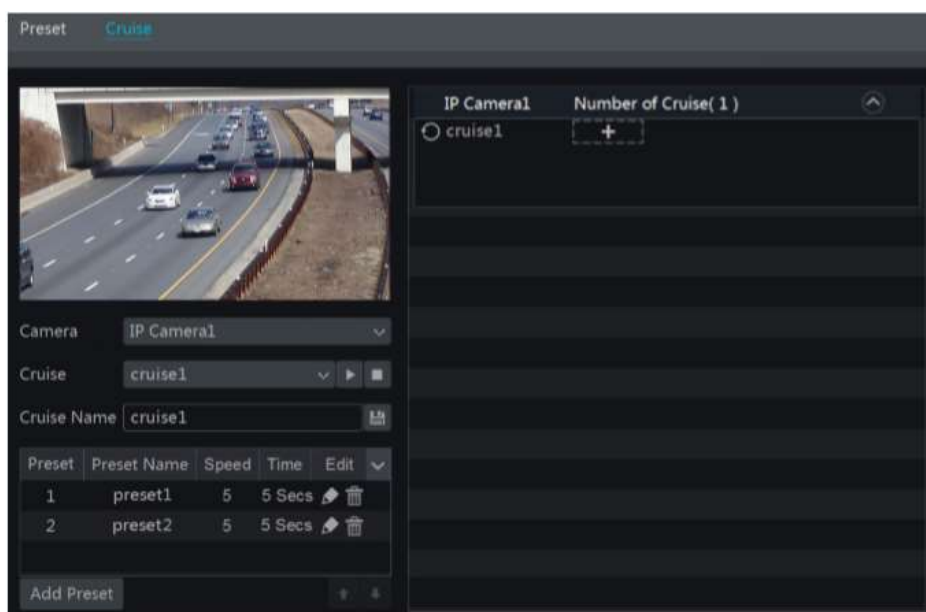 Preset Cruise
IP Camera1 Number of Cruise( 1 )
cruise1
Camera IP Camera1
Cruise cruise1
Cruise Name cruise1
Preset Preset Name Speed Time Edit
1 preset1 5 5 Secs
2 preset2 5 5 Secs
Add Preset